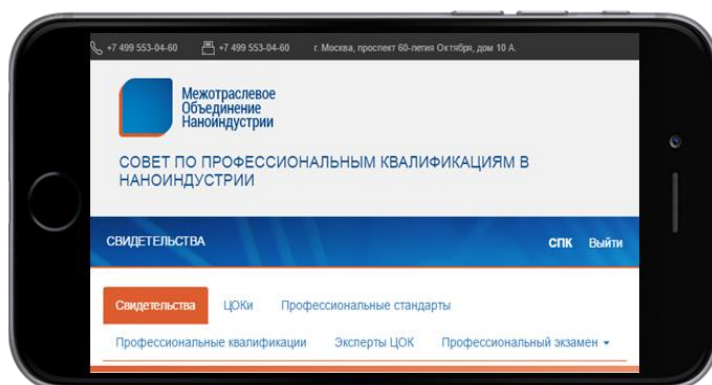 +7 499 553-04-60 +7 499 553-04-60 г. Москва, проспект 60-летия Октября, дом 10 А.
Межотраслевое
Объединение
Наноиндустрии
СОВЕТ ПО ПРОФЕССИОНАЛЬНЫМ КВАЛИФИКАЦИЯМ В
НАНОИНДУСТРИИ
СВИДЕТЕЛЬСТВА СПК Выйти
Свидетельства ЦОКи Профессиональные стандарты
Профессиональные квалификации Эксперты ЦОК Профессиональный экзамен